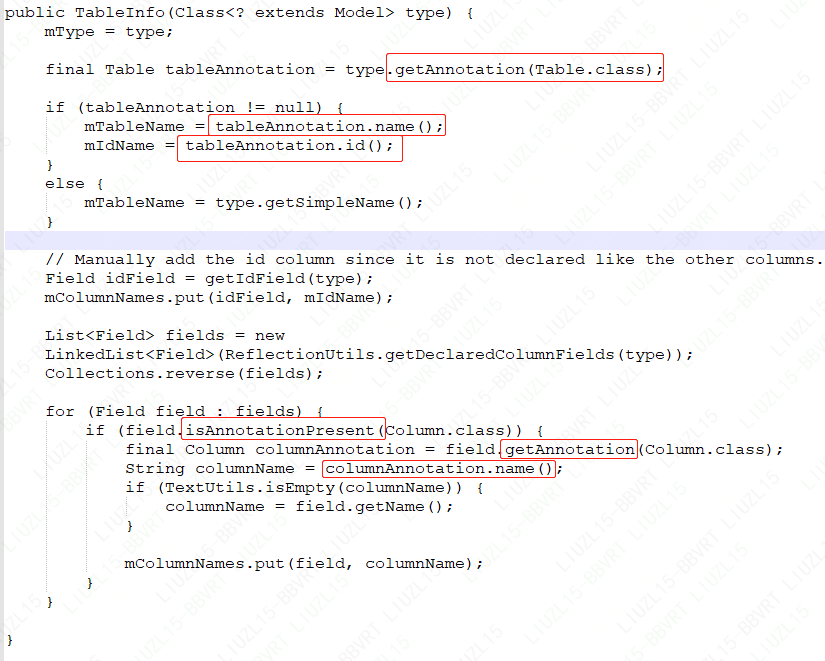 public TableInfo(Class<? extends Model> type) {
    mType = type;

    final Table tableAnnotation = type.getAnnotation(Table.class);

    if (tableAnnotation != null) {
        mTableName = tableAnnotation.name();
        mIdName = tableAnnotation.id();
    }
    else {
        mTableName = type.getSimpleName();
    }

    // Manually add the id column since it is not declared like the other columns.
    Field idField = getIdField(type);
    mColumnNames.put(idField, mIdName);

    List<Field> fields = new
    LinkedList<Field>(ReflectionUtils.getDeclaredColumnFields(type));
    Collections.reverse(fields);

    for (Field field : fields) {
        if (field.isAnnotationPresent(Column.class)) {
            final Column columnAnnotation = field.getAnnotation(Column.class);
            String columnName = columnAnnotation.name();
            if (TextUtils.isEmpty(columnName)) {
                columnName = field.getName();
            }

            mColumnNames.put(field, columnName);
        }
    }

}
LIUZL15-BBVRT